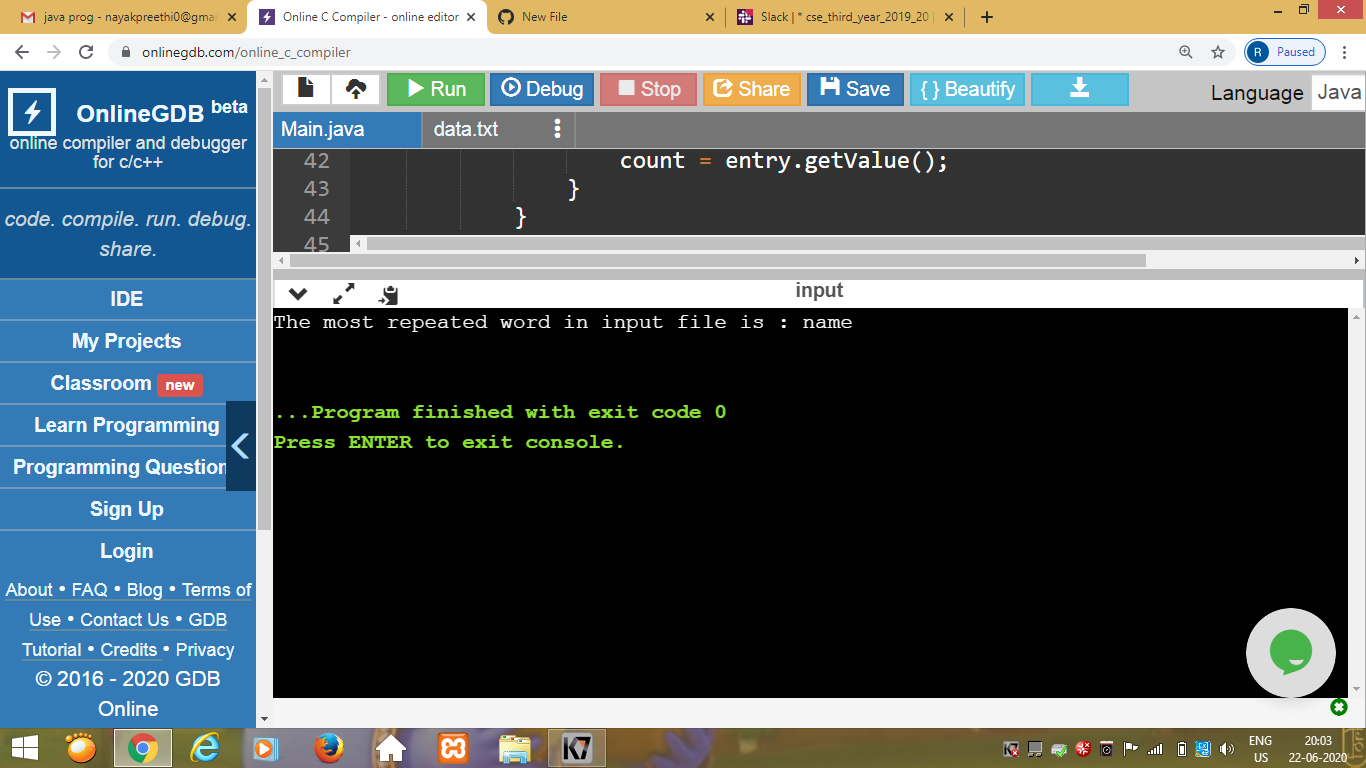 java prog - nayakpreethi0@gmai
Online C Compiler - online editor
New File
Slack | * cse_third_year_2019_20 |
onlinegdb.com/online_c_compiler
R Paused
OnlineGDB beta
online compiler and debugger
for c/c++
code. compile. run. debug.
share.
IDE
My Projects
Classroom new
Learn Programming
Programming Question
Sign Up
Login
About • FAQ • Blog • Terms of
Use • Contact Us • GDB
Tutorial • Credits • Privacy
© 2016 - 2020 GDB
Online
Run Debug Stop Share Save { } Beautify
Language Java
Main.java data.txt
42 count = entry.getValue();
43 }
44 }
45
input
The most repeated word in input file is : name
...Program finished with exit code 0
Press ENTER to exit console.
ENG 20:03
US 22-06-2020